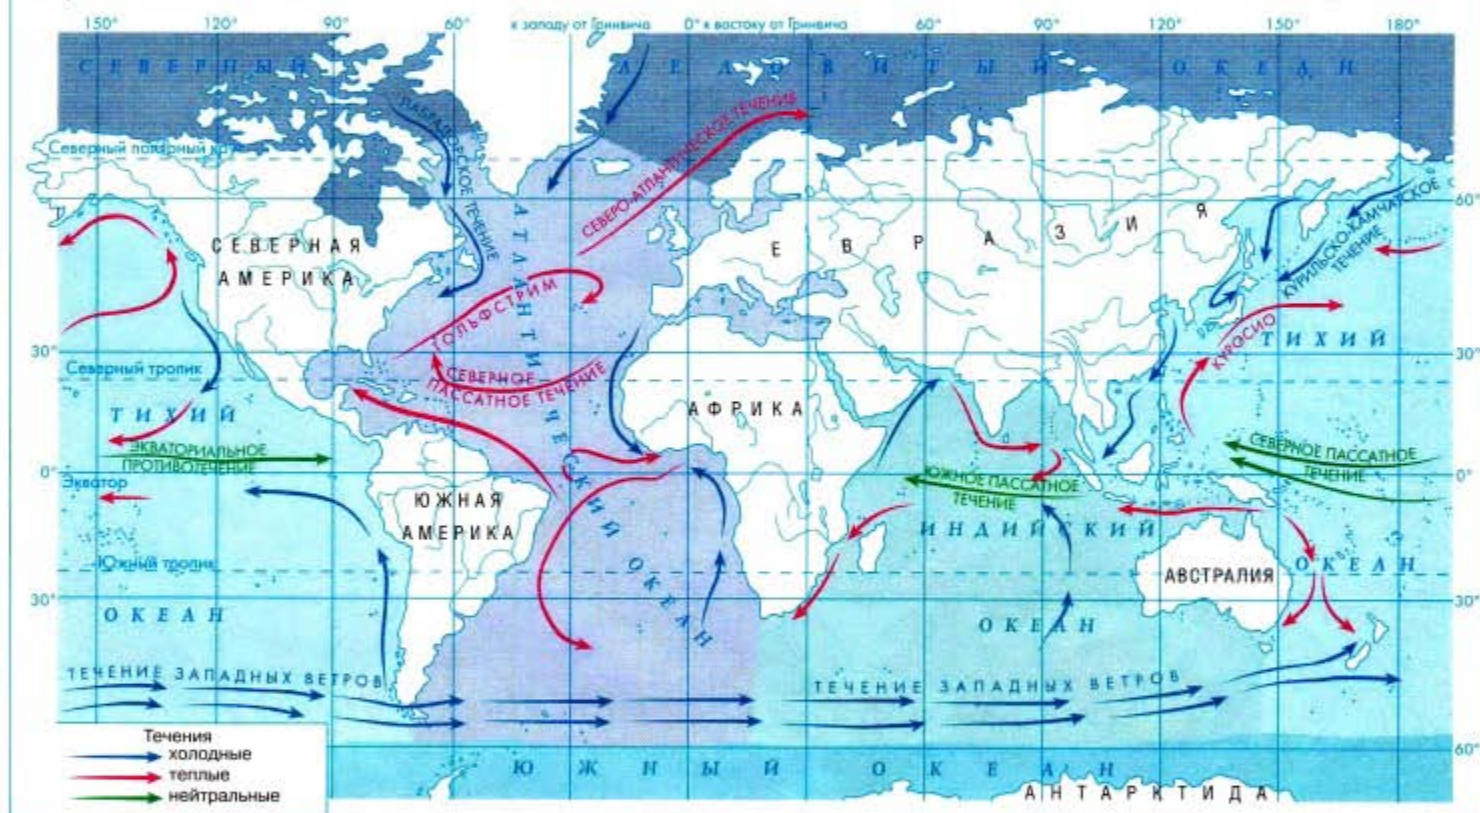 150° 120° 90° 60° к западу от Гринвича 0° к востоку от Гринвича 60° 90° 120° 150° 180°
СЕВЕРНЫЙ ЛЕДОВИТЫЙ ОКЕАН
ЛАБРАДОРСКОЕ ТЕЧЕНИЕ
СЕВЕРО-АТЛАНТИЧЕСКОЕ ТЕЧЕНИЕ
Северный полярный кру
60°
60°
КУРИЛЬСКО-КАМЧАТСКОЕ
ТЕЧЕНИЕ
СЕВЕРНАЯ
АМЕРИКА
ЕВРАЗИЯ
АТЛАНТИЧЕСКИЙ ОКЕАН
ГОЛЬФСТРИМ
КУРОСИО
ТИХИЙ
30°
30°
Северный тропик
СЕВЕРНОЕ
ПАССАТНОЕ ТЕЧЕНИЕ
АФРИКА
ТИХИЙ
ЭКВАТОРИАЛЬНОЕ
ПРОТИВОТЕЧЕНИЕ
СЕВЕРНОЕ ПАССАТНОЕ
ТЕЧЕНИЕ
0°
0°
Экватор
ЮЖНОЕ ПАССАТНОЕ
ТЕЧЕНИЕ
ЮЖНАЯ
АМЕРИКА
ИНДИЙСКИЙ
Южный тропик
АВСТРАЛИЯ
ОКЕАН
30°
30°
ОКЕАН
ОКЕАН
ТЕЧЕНИЕ ЗАПАДНЫХ ВЕТРОВ
ТЕЧЕНИЕ ЗАПАДНЫХ ВЕТРОВ
Течения
холодные
теплые
нейтральные
60°
ЮЖНЫЙ ОКЕАН
АНТАРКТИДА